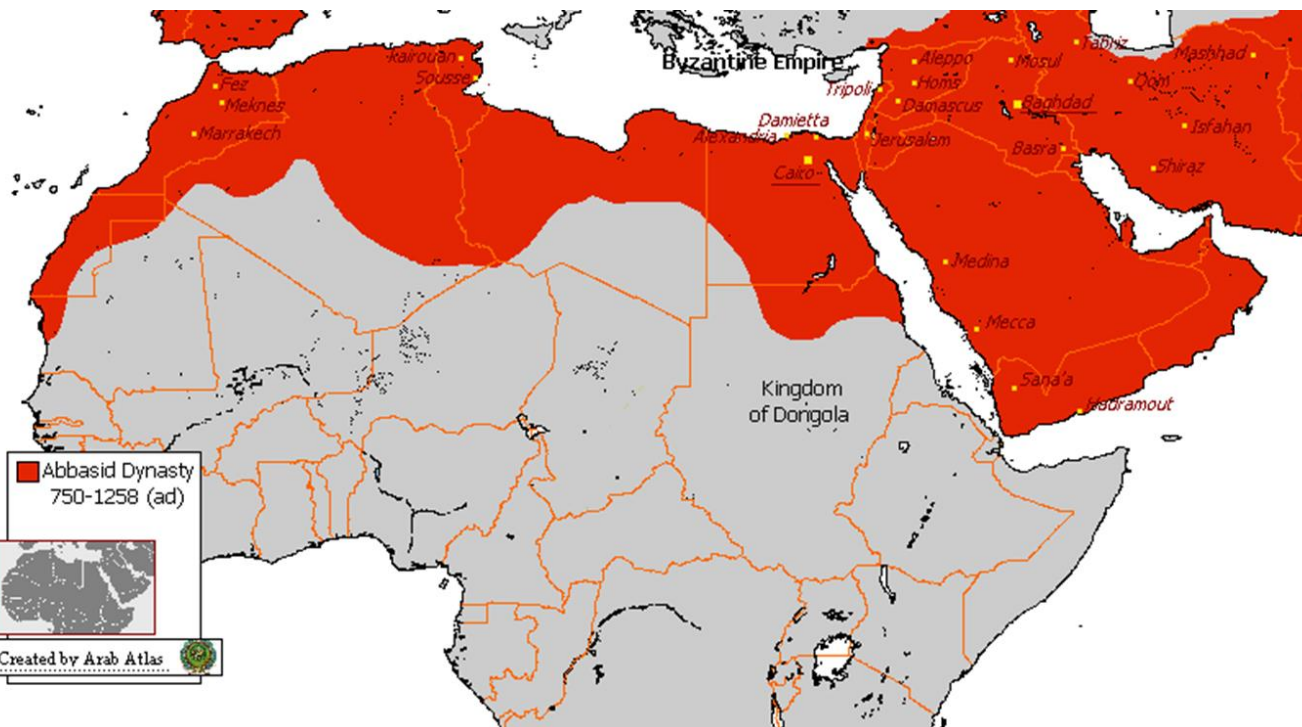 kairouan
Sousse
Fez
Meknes
Marrakech
Byzantine Empire
Aleppo
Mosul
Tabriz
Mashhad
Tripoli
Homs
Qom
Damascus
Baghdad
Damietta
Alexandria
Jerusalem
Isfahan
Basra
Cairo
Shiraz
Medina
Mecca
Kingdom
of Dongola
Sana'a
Hadramout
Abbasid Dynasty
750-1258 (ad)
Created by Arab Atlas